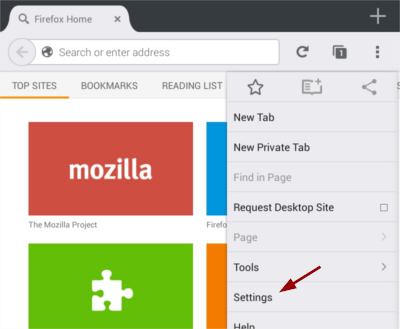 Firefox Home
Search or enter address
1
TOP SITES
BOOKMARKS
READING LIST
S
New Tab
New Private Tab
Find in Page
Request Desktop Site
Page
Tools
Settings
Help
mozilla
The Mozilla Project
Firefo